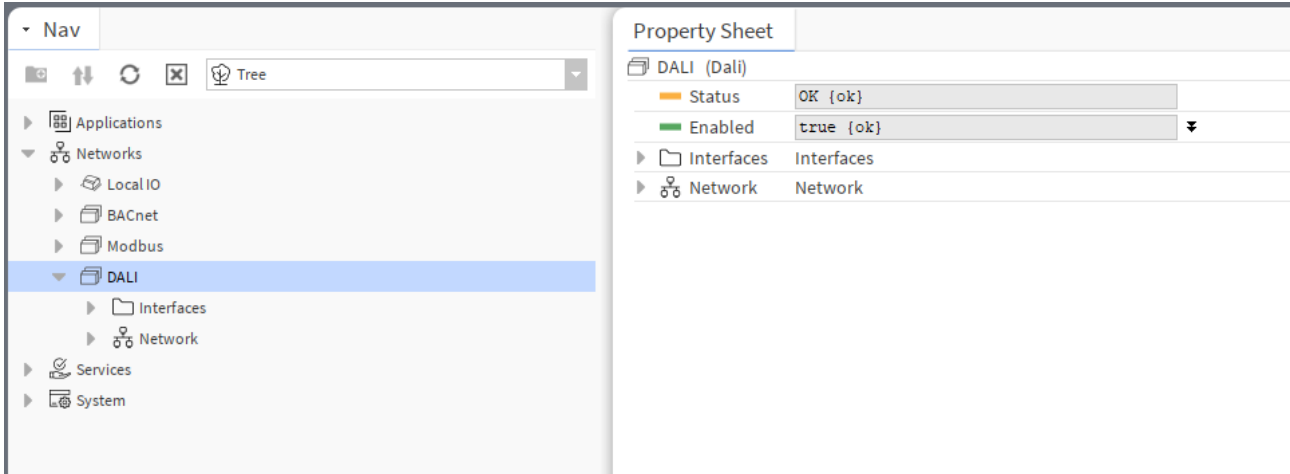 Nav
Tree
Applications
Networks
Local IO
BACnet
Modbus
DALI
Interfaces
Network
Services
System
Property Sheet
DALI (Dali)
Status OK {ok}
Enabled true {ok}
Interfaces Interfaces
Network Network